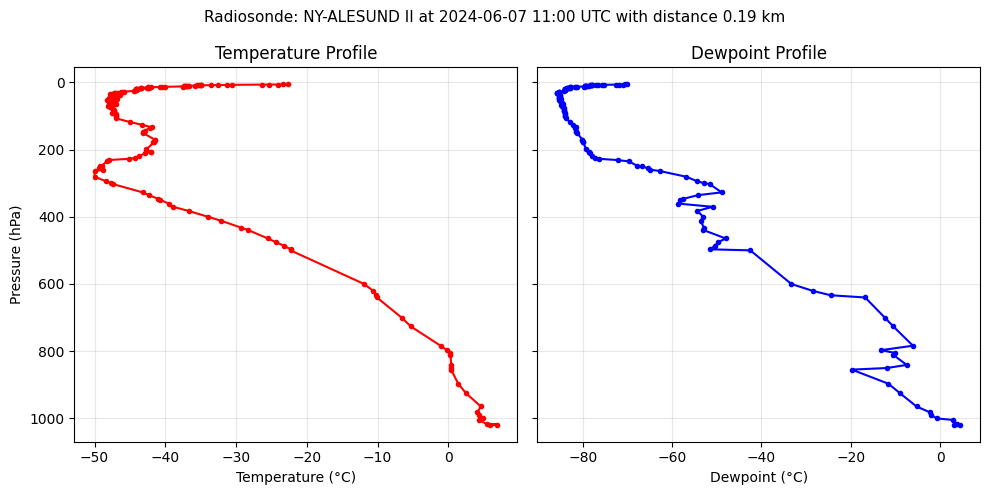 Radiosonde: NY-ALESUND II at 2024-06-07 11:00 UTC with distance 0.19 km
Temperature Profile
Dewpoint Profile
0
200
400
600
800
1000
Pressure (hPa)
−50
−40
−30
−20
−10
0
Temperature (°C)
−80
−60
−40
−20
0
Dewpoint (°C)